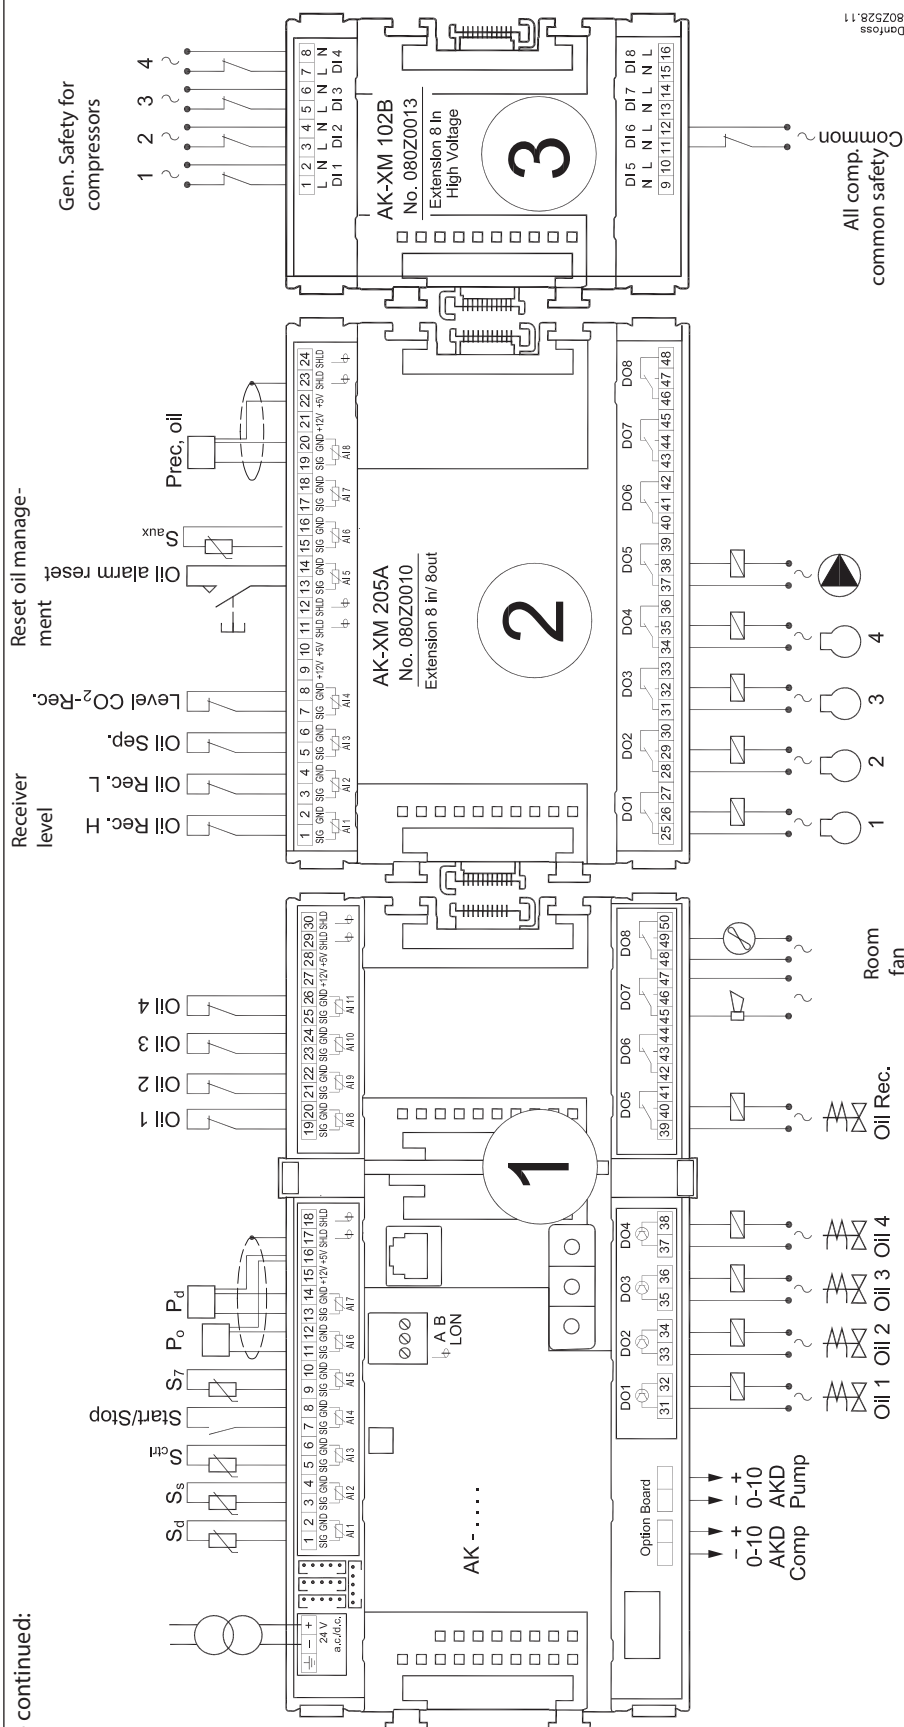 continued:
Receiver
level
Reset oil manage-
ment
Gen. Safety for
compressors
1 2 3 4
Sd
Ss
Sctrl
Start/Stop
S7
Po
Pd
Oil 1
Oil 2
Oil 3
Oil 4
Oil Rec. H
Oil Rec. L
Oil Sep.
Level CO2-Rec.
Oil alarm reset
Saux
Prec, oil
24 V
a.c./d.c.
– +
1 2 3 4 5 6 7 8 9 10 11 12 13 14 15 16 17 18
SIG GND SIG GND SIG GND SIG GND SIG GND SIG GND SIG GND +12V +5V SHLD SHLD
AI1 AI2 AI3 AI4 AI5 AI6 AI7
19 20 21 22 23 24 25 26 27 28 29 30
SIG GND SIG GND SIG GND SIG GND +12V +5V SHLD SHLD
AI8 AI9 AI10 AI11
1 2 3 4 5 6 7 8 9 10 11 12 13 14 15 16 17 18 19 20 21 22 23 24
SIG GND SIG GND SIG GND SIG GND +12V +5V SHLD SHLD SIG GND SIG GND SIG GND SIG GND +12V +5V SHLD SHLD
AI1 AI2 AI3 AI4 AI5 AI6 AI7 AI8
1 2 3 4 5 6 7 8
L N L N L N L N
DI1 DI2 DI3 DI4
AK-....
A B
LON
1
AK-XM 205A
No. 080Z0010
Extension 8 in/ 8out
2
AK-XM 102B
No. 080Z0013
Extension 8 In
High Voltage
3
Option Board
DO1 DO2 DO3 DO4
31 32 33 34 35 36 37 38
DO5 DO6 DO7 DO8
39 40 41 42 43 44 45 46 47 48 49 50
DO1 DO2 DO3 DO4 DO5 DO6 DO7 DO8
25 26 27 28 29 30 31 32 33 34 35 36 37 38 39 40 41 42 43 44 45 46 47 48
DI5 DI6 DI7 DI8
N L N L N L N L
9 10 11 12 13 14 15 16
– + – +
0-10 0-10
AKD AKD
Comp Pump
Oil 1 Oil 2 Oil 3 Oil 4
Oil Rec.
Room
fan
1 2 3 4
All comp.
common safety
Common
Danfoss
80Z528.11